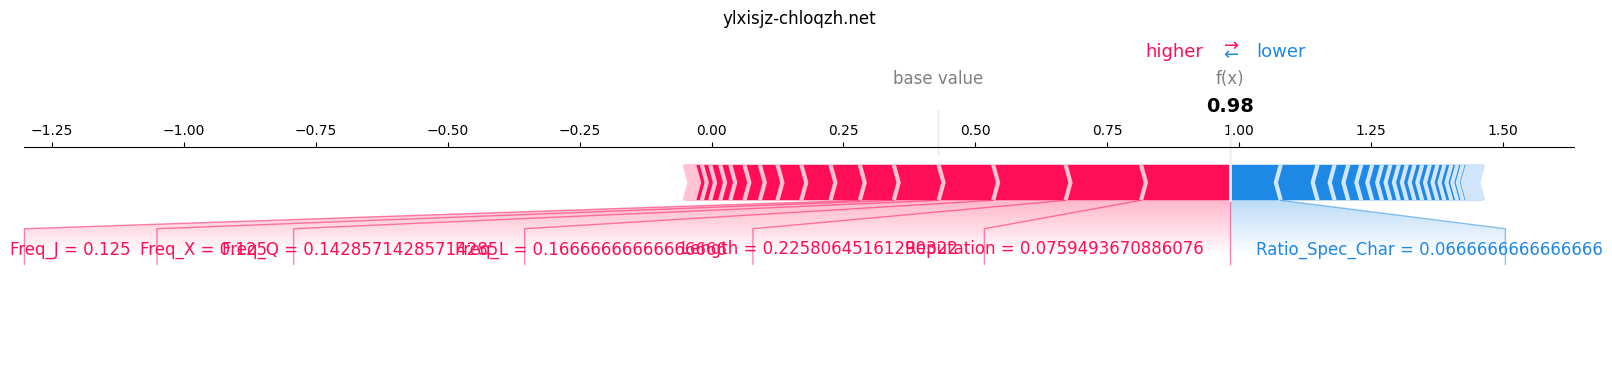 ylxisjz-chloqzh.net
higher ⇄ lower
base value f(x)
0.98
−1.25 −1.00 −0.75 −0.50 −0.25 0.00 0.25 0.50 0.75 1.00 1.25 1.50
Freq_J = 0.125 Freq_X = 0.125 Freq_Q = 0.14285714285714285 Freq_L = 0.16666666666666666 Length = 0.22580645161290322 Reputation = 0.0759493670886076 Ratio_Spec_Char = 0.06666666666666667